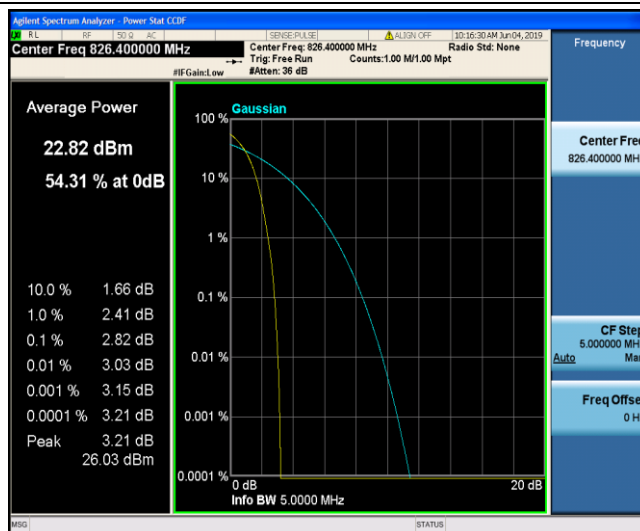 Agilent Spectrum Analyzer - Power Stat CCDF
RL RF 50 Ω AC SENSE:PULSE ALIGN OFF 10:16:30 AM Jun 04, 2019
Center Freq 826.400000 MHz
Center Freq: 826.400000 MHz Radio Std: None
Trig: Free Run Counts:1.00 M/1.00 Mpt
#IFGain:Low #Atten: 36 dB
Frequency
Average Power
22.82 dBm
54.31 % at 0dB
10.0 % 1.66 dB
1.0 % 2.41 dB
0.1 % 2.82 dB
0.01 % 3.03 dB
0.001 % 3.15 dB
0.0001 % 3.21 dB
Peak 3.21 dB
26.03 dBm
Gaussian
100 %
10 %
1 %
0.1 %
0.01 %
0.001 %
0.0001 %
0 dB 20 dB
Info BW 5.0000 MHz
Center Fre
826.400000 MH
CF Step
5.000000 MH
Auto Ma
Freq Offse
0 H
MSG STATUS